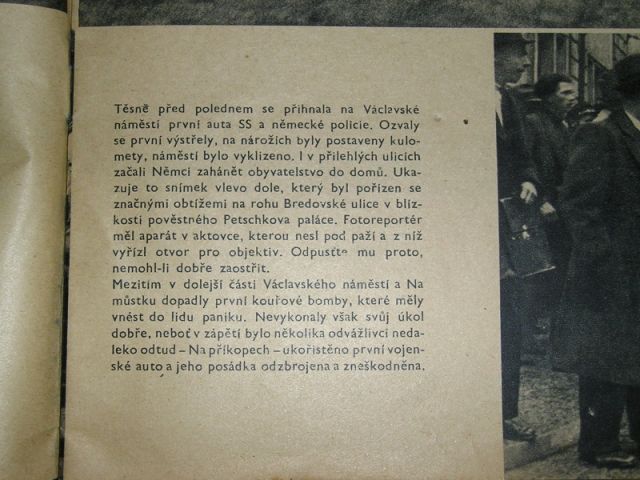 Těsně před polednem se přihnala na Václavské
náměstí první auta SS a německé policie. Ozvaly
se první výstřely, na nárožích byly postaveny kulo-
mety, náměstí bylo vyklizeno. I v přilehlých ulicích
začali Němci zahánět obyvatelstvo do domů. Uka-
zuje to snímek vlevo dole, který byl pořízen se
značnými obtížemi na rohu Bredovské ulice v blíz-
kosti pověstného Petschkova paláce. Fotoreportér
měl aparát v aktovce, kterou nesl pod paží a z níž
vyřízl otvor pro objektiv. Odpusťte mu proto,
nemohl-li dobře zaostřit.
Mezitím v dolejší části Václavského náměstí a Na
můstku dopadly první kouřové bomby, které měly
vnést do lidu paniku. Nevykonaly však svůj úkol
dobře, neboť v zápětí bylo několika odvážlivci neda-
leko odtud – Na příkopech – ukořistěno první vojen-
ské auto a jeho posádka odzbrojena a zneškodněna.